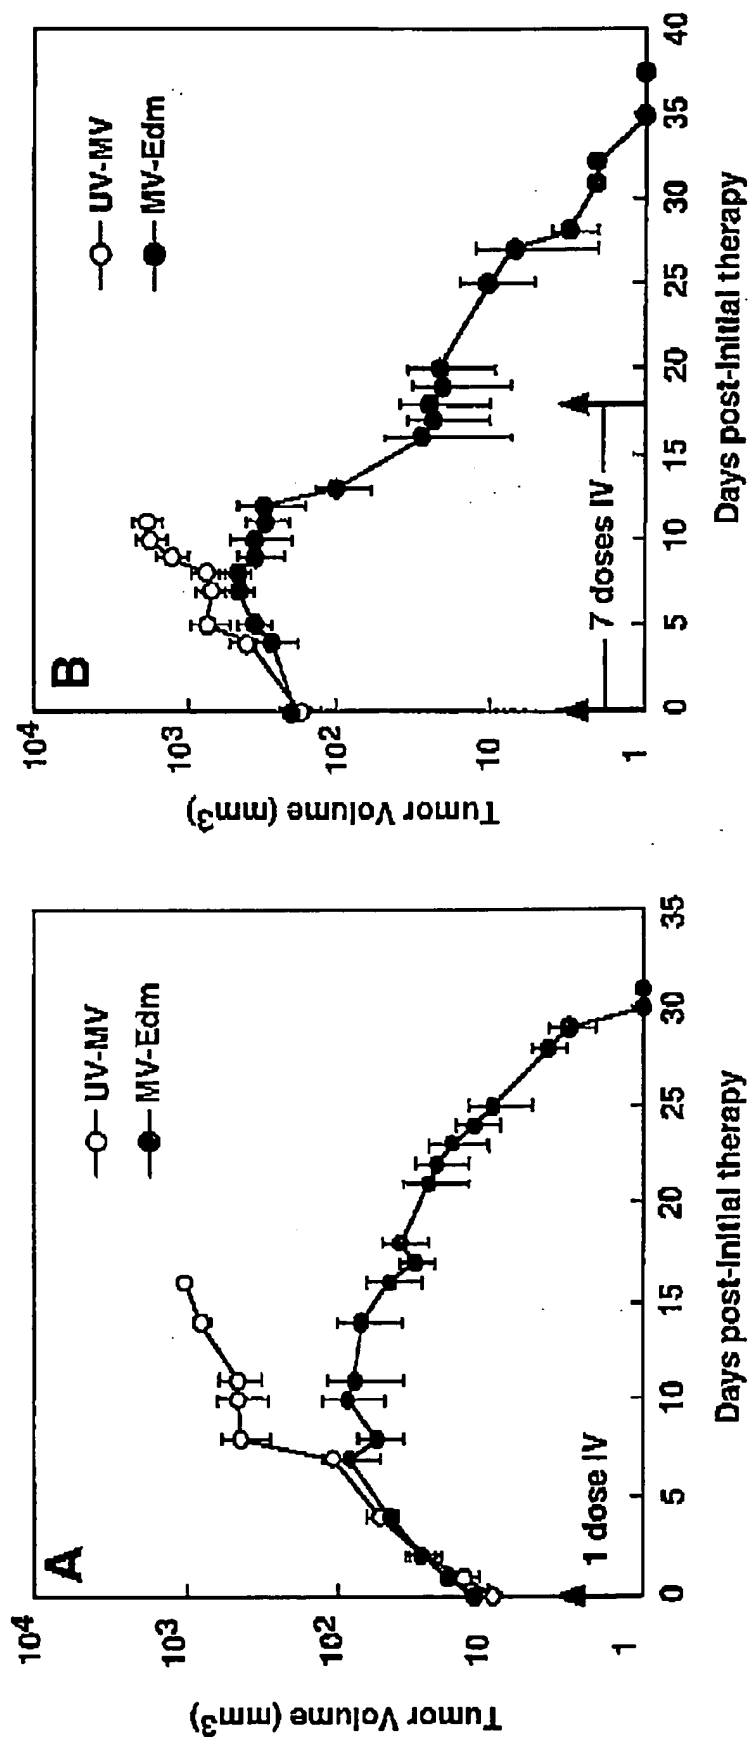 A
Tumor Volume (mm³)
10⁴
10³
10²
10
1
UV-MV
MV-Edm
1 dose IV
0 5 10 15 20 25 30 35
Days post-Initial therapy
B
Tumor Volume (mm³)
10⁴
10³
10²
10
1
UV-MV
MV-Edm
7 doses IV
0 5 10 15 20 25 30 35 40
Days post-Initial therapy